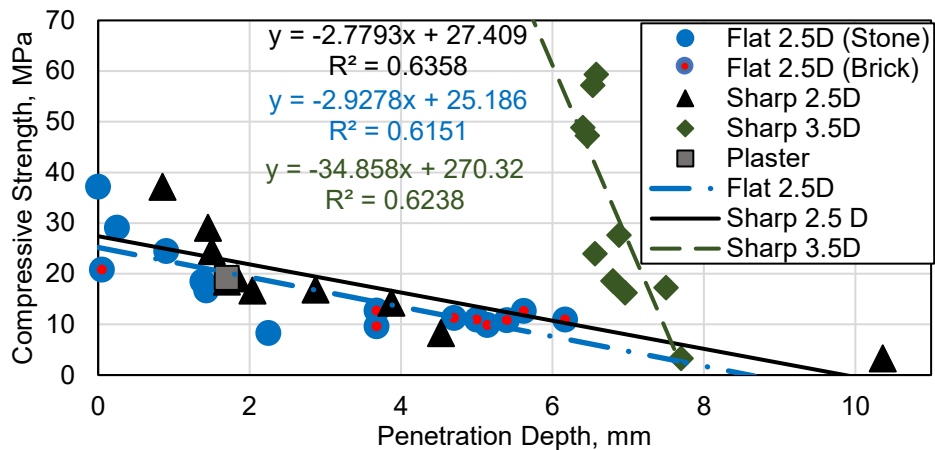 y = -2.7793x + 27.409
R² = 0.6358
y = -2.9278x + 25.186
R² = 0.6151
y = -34.858x + 270.32
R² = 0.6238
Flat 2.5D (Stone)
Flat 2.5D (Brick)
Sharp 2.5D
Sharp 3.5D
Plaster
Flat 2.5D
Sharp 2.5 D
Sharp 3.5D
Compressive Strength, MPa
70
60
50
40
30
20
10
0
0 2 4 6 8 10
Penetration Depth, mm